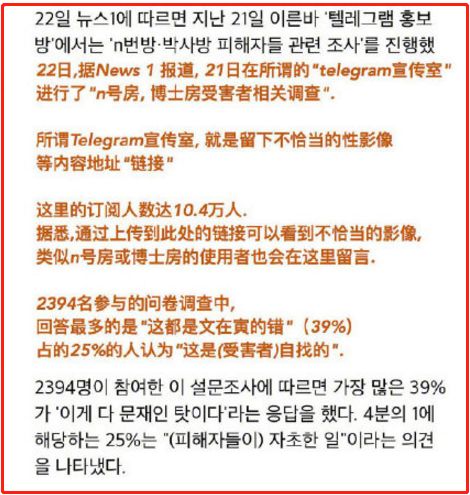 22일 뉴스1에 따르면 지난 21일 이른바 '텔레그램 홍보
방'에서는 'n번방·박사방 피해자들 관련 조사'를 진행했
22日,据News 1 报道, 21日在所谓的"telegram宣传室"
进行了"n号房, 博士房受害者相关调查".
所谓Telegram宣传室, 就是留下不恰当的性影像
等内容地址"链接"
这里的订阅人数达10.4万人.
据悉,通过上传到此处的链接可以看到不恰当的影像,
类似n号房或博士房的使用者也会在这里留言.
2394名参与的问卷调查中,
回答最多的是"这都是文在寅的错"（39%）
占的25%的人认为"这是(受害者)自找的".
2394명이 참여한 이 설문조사에 따르면 가장 많은 39%
가 '이게 다 문재인 탓이다'라는 응답을 했다. 4분의 1에
해당하는 25%는 "(피해자들이) 자초한 일"이라는 의견
을 나타냈다.